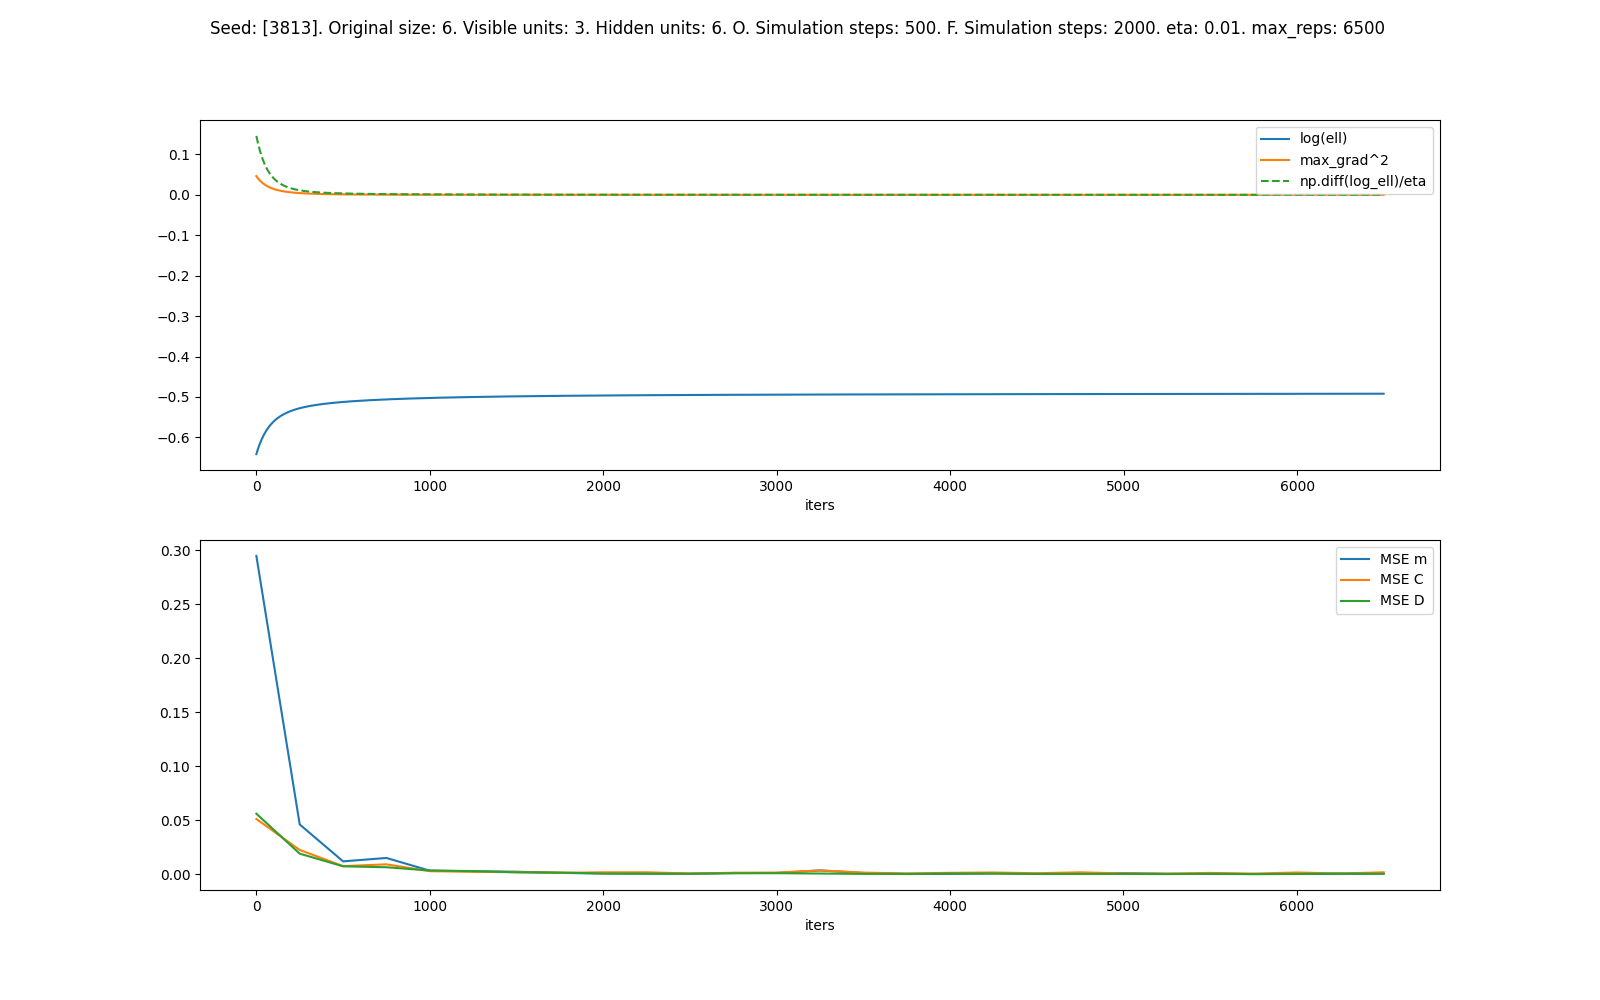 Seed: [3813]. Original size: 6. Visible units: 3. Hidden units: 6. O. Simulation steps: 500. F. Simulation steps: 2000. eta: 0.01. max_reps: 6500
log(ell)
max_grad^2
np.diff(log_ell)/eta
0.1
0.0
−0.1
−0.2
−0.3
−0.4
−0.5
−0.6
0 1000 2000 3000 4000 5000 6000
iters
MSE m
MSE C
MSE D
0.30
0.25
0.20
0.15
0.10
0.05
0.00
0 1000 2000 3000 4000 5000 6000
iters